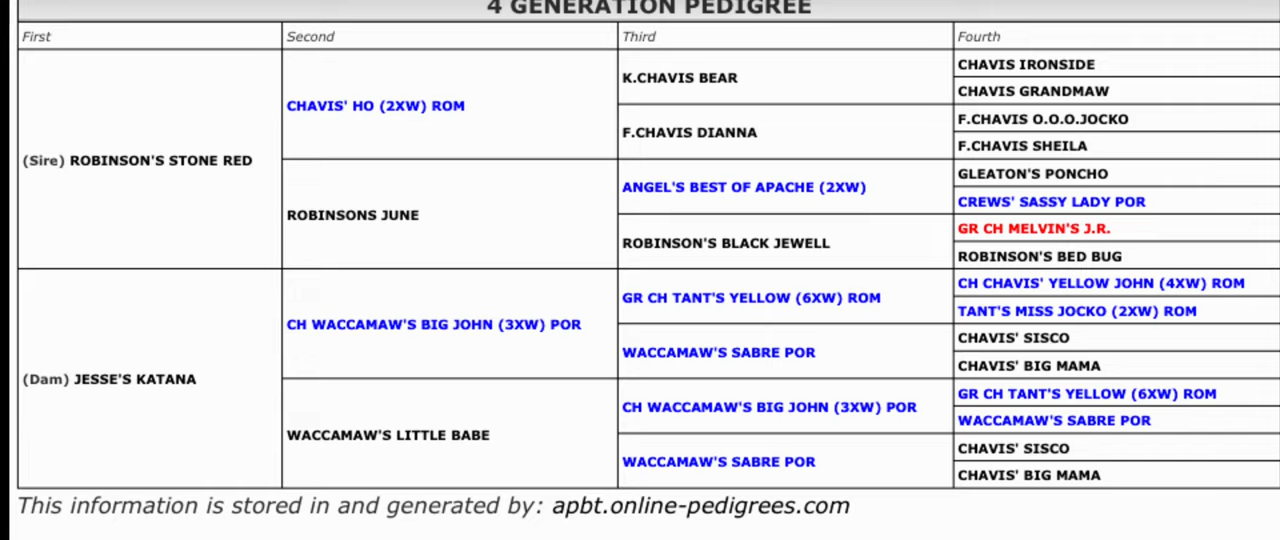 4 GENERATION PEDIGREE
First Second Third Fourth
CHAVIS IRONSIDE
K.CHAVIS BEAR
CHAVIS GRANDMAW
CHAVIS' HO (2XW) ROM
F.CHAVIS O.O.O.JOCKO
F.CHAVIS DIANNA
F.CHAVIS SHEILA
(Sire) ROBINSON'S STONE RED
GLEATON'S PONCHO
ANGEL'S BEST OF APACHE (2XW)
CREWS' SASSY LADY POR
ROBINSONS JUNE
GR CH MELVIN'S J.R.
ROBINSON'S BLACK JEWELL
ROBINSON'S BED BUG
CH CHAVIS' YELLOW JOHN (4XW) ROM
GR CH TANT'S YELLOW (6XW) ROM
TANT'S MISS JOCKO (2XW) ROM
CH WACCAMAW'S BIG JOHN (3XW) POR
CHAVIS' SISCO
WACCAMAW'S SABRE POR
CHAVIS' BIG MAMA
(Dam) JESSE'S KATANA
GR CH TANT'S YELLOW (6XW) ROM
CH WACCAMAW'S BIG JOHN (3XW) POR
WACCAMAW'S SABRE POR
WACCAMAW'S LITTLE BABE
CHAVIS' SISCO
WACCAMAW'S SABRE POR
CHAVIS' BIG MAMA
This information is stored in and generated by: apbt.online-pedigrees.com